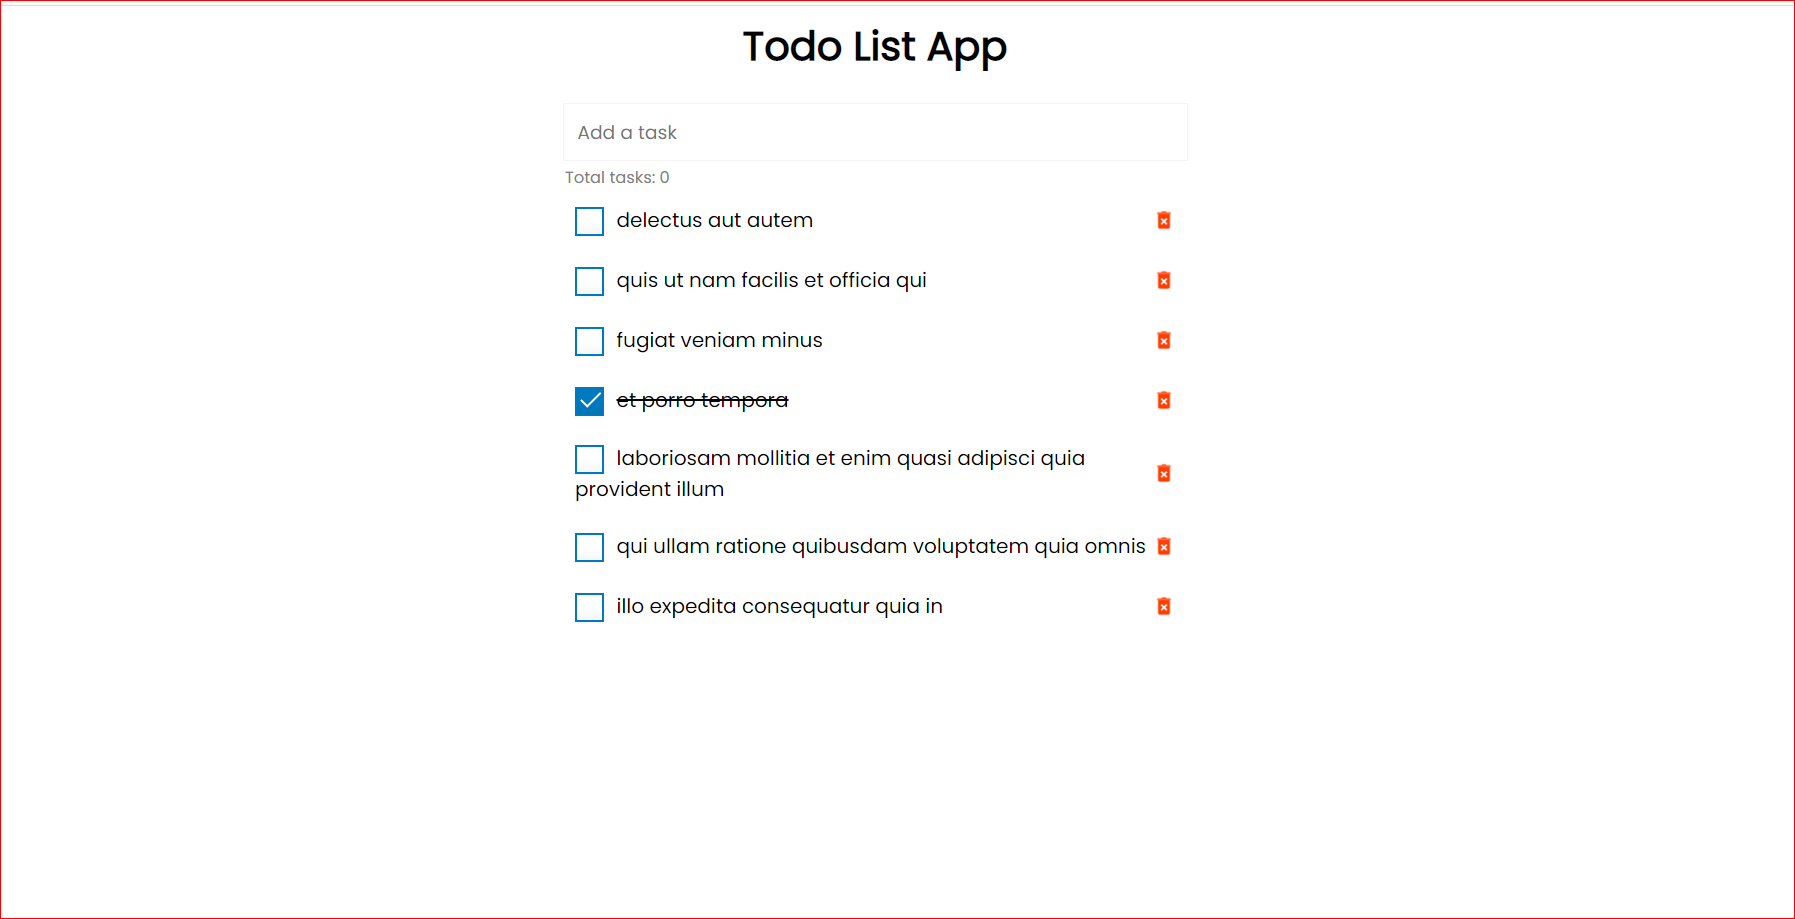 Todo List App
Add a task
Total tasks: 0
delectus aut autem
quis ut nam facilis et officia qui
fugiat veniam minus
et porro tempora
laboriosam mollitia et enim quasi adipisci quia
provident illum
qui ullam ratione quibusdam voluptatem quia omnis
illo expedita consequatur quia in